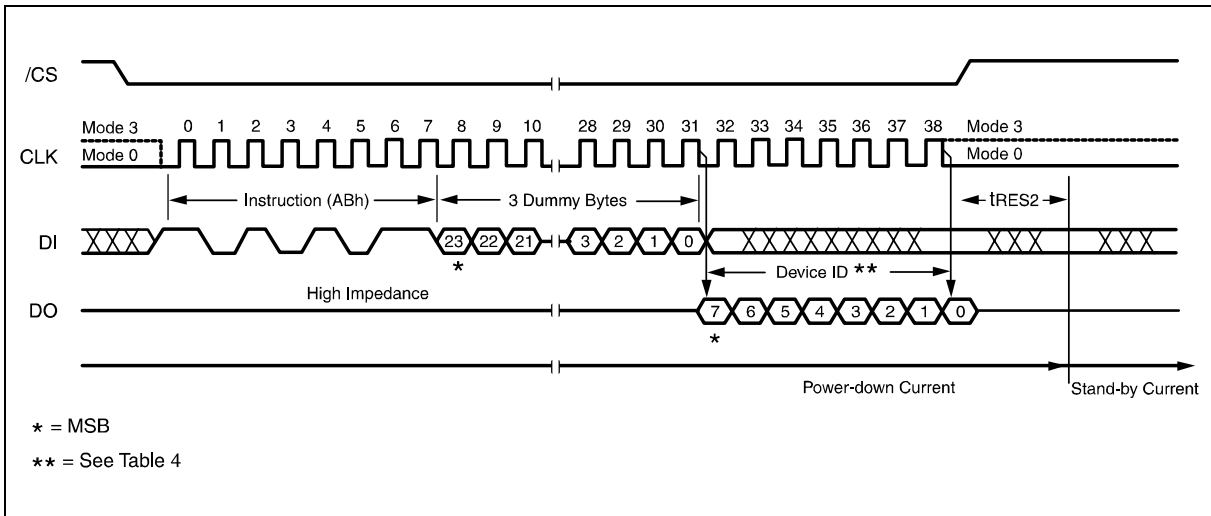 /CS
Mode 3 0 1 2 3 4 5 6 7 8 9 10 28 29 30 31 32 33 34 35 36 37 38 Mode 3
CLK
Mode 0 Mode 0
Instruction (ABh) 3 Dummy Bytes tRES2
DI 23 22 21 3 2 1 0
* Device ID **
High Impedance
DO 7 6 5 4 3 2 1 0
*
Power-down Current Stand-by Current
* = MSB
** = See Table 4